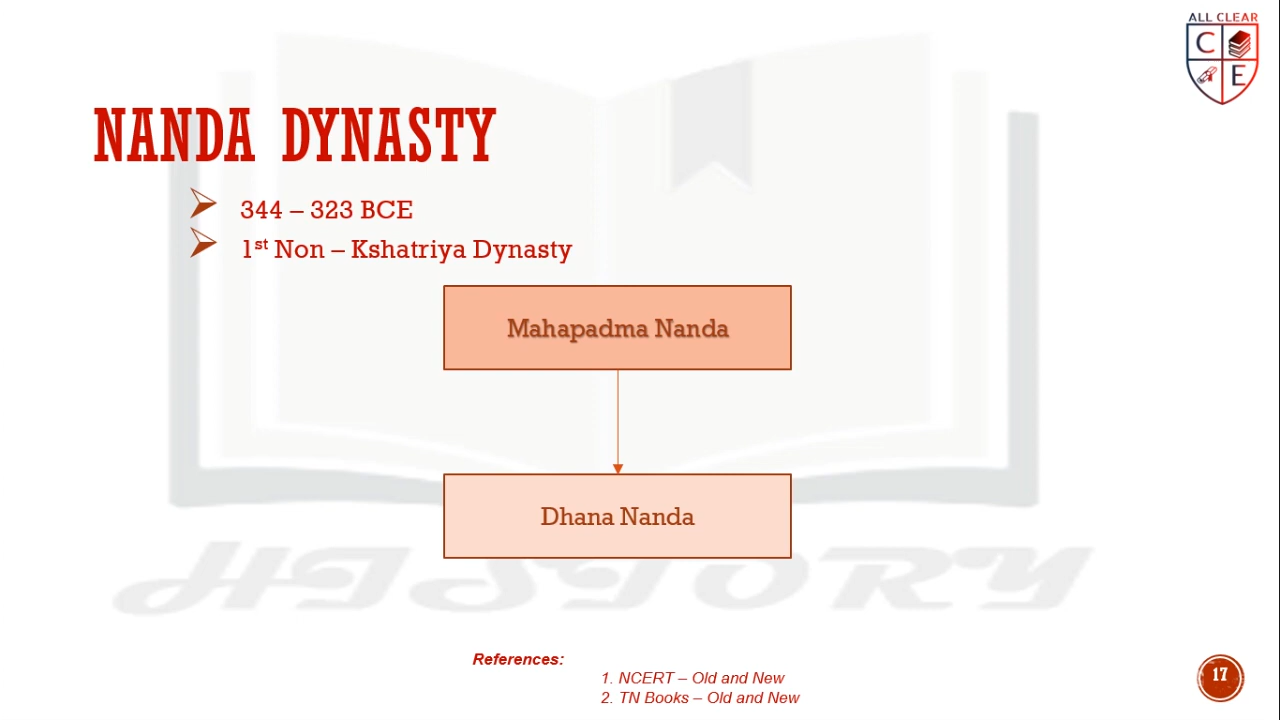 ALL CLEAR
C
E
NANDA DYNASTY
344 – 323 BCE
1st Non – Kshatriya Dynasty
Mahapadma Nanda
Dhana Nanda
HISTORY
References:
1. NCERT – Old and New
2. TN Books – Old and New
17